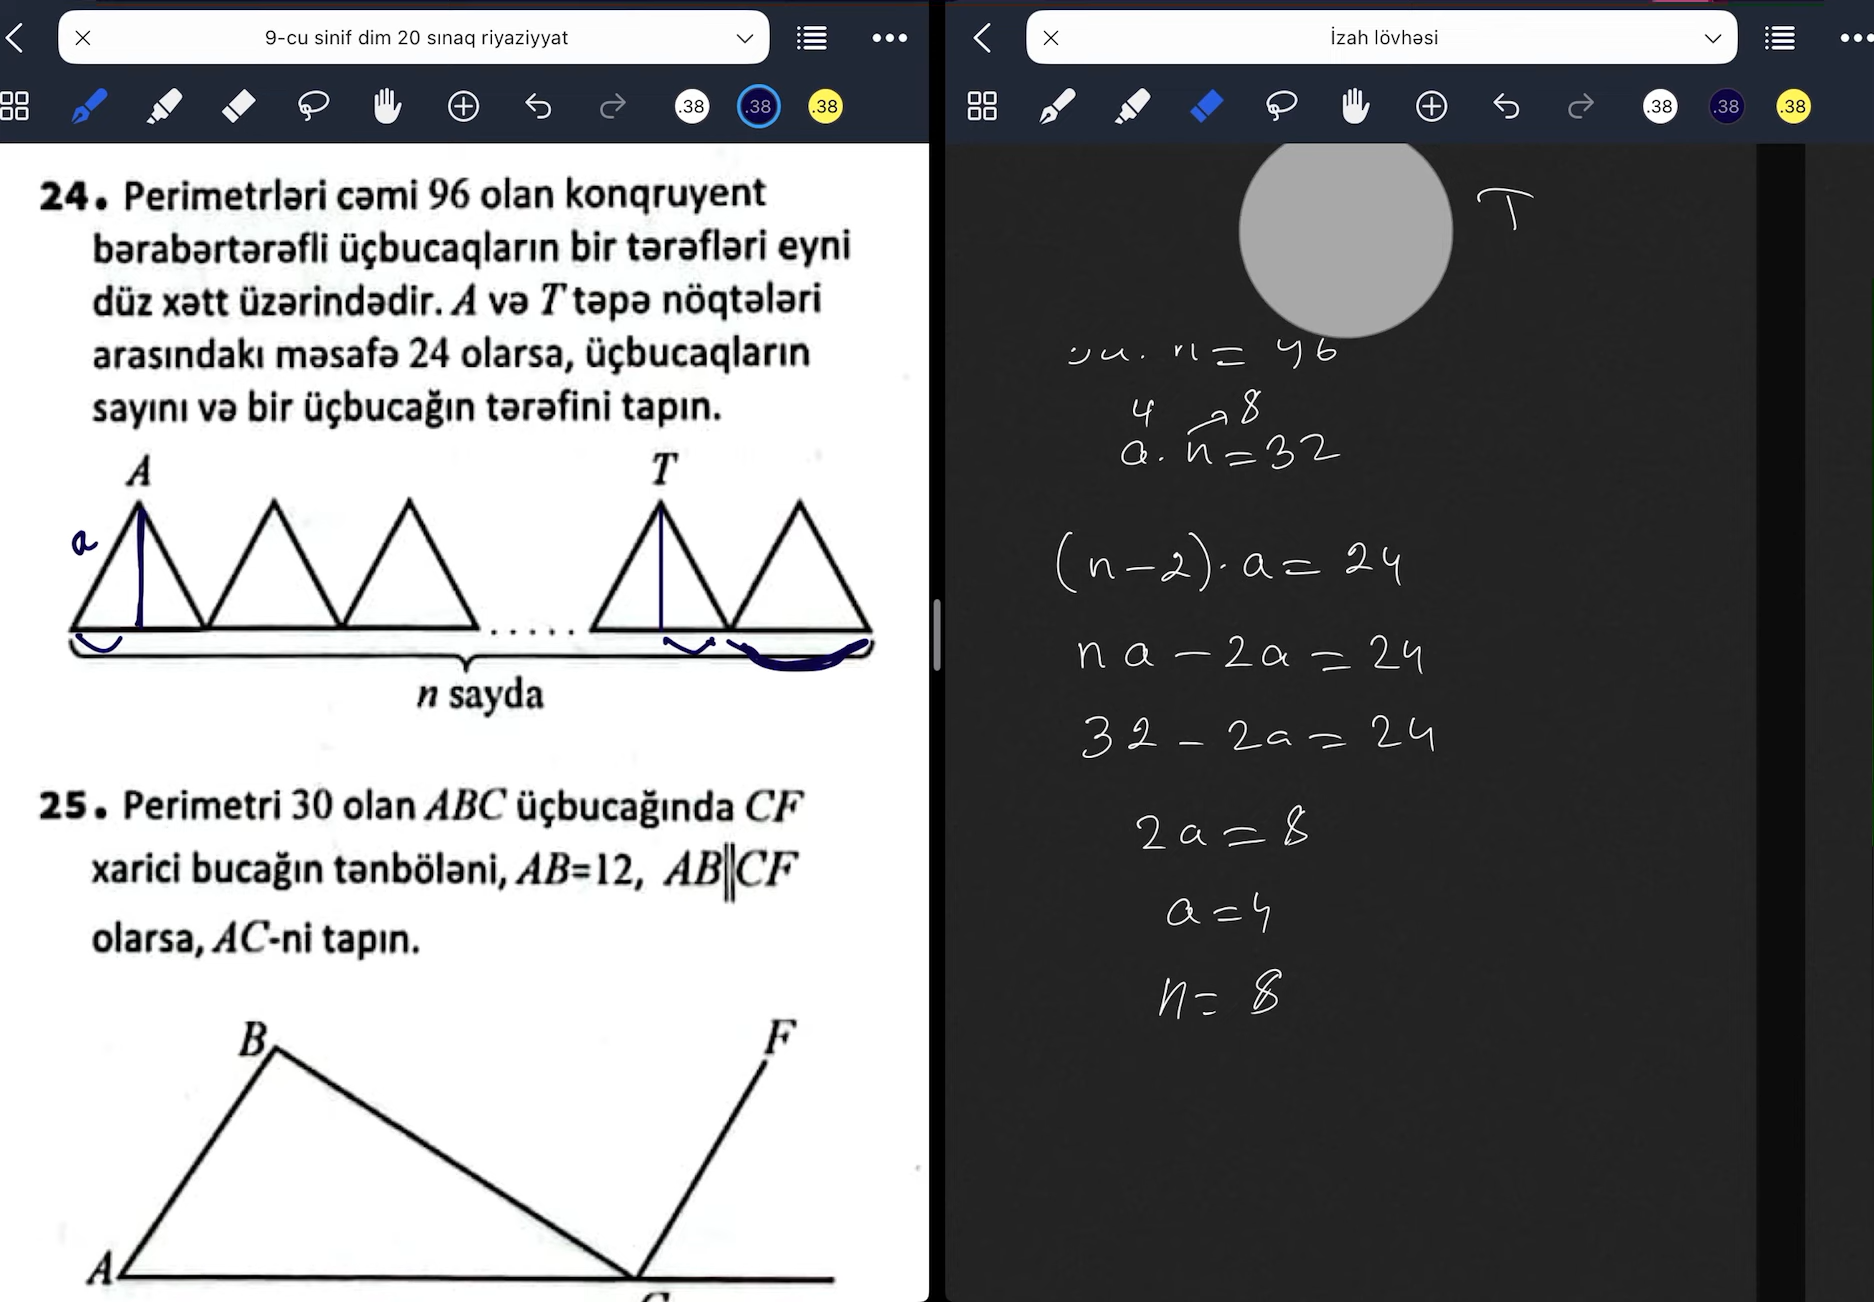 9-cu sinif dim 20 sınaq riyaziyyat
.38 .38 .38
24. Perimetrləri cəmi 96 olan konqruyent
bərabərtərəfli üçbucaqların bir tərəfləri eyni
düz xətt üzərindədir. A və T təpə nöqtələri
arasındakı məsafə 24 olarsa, üçbucaqların
sayını və bir üçbucağın tərəfini tapın.
A T
a
.....
n sayda
25. Perimetri 30 olan ABC üçbucağında CF
xarici bucağın tənböləni, AB=12, AB||CF
olarsa, AC-ni tapın.
B F
A
İzah lövhəsi
.38 .38 .38
T
. n = 96
4 8
a. n = 32
(n-2)·a = 24
na - 2a = 24
32 - 2a = 24
2a = 8
a = 4
n = 8